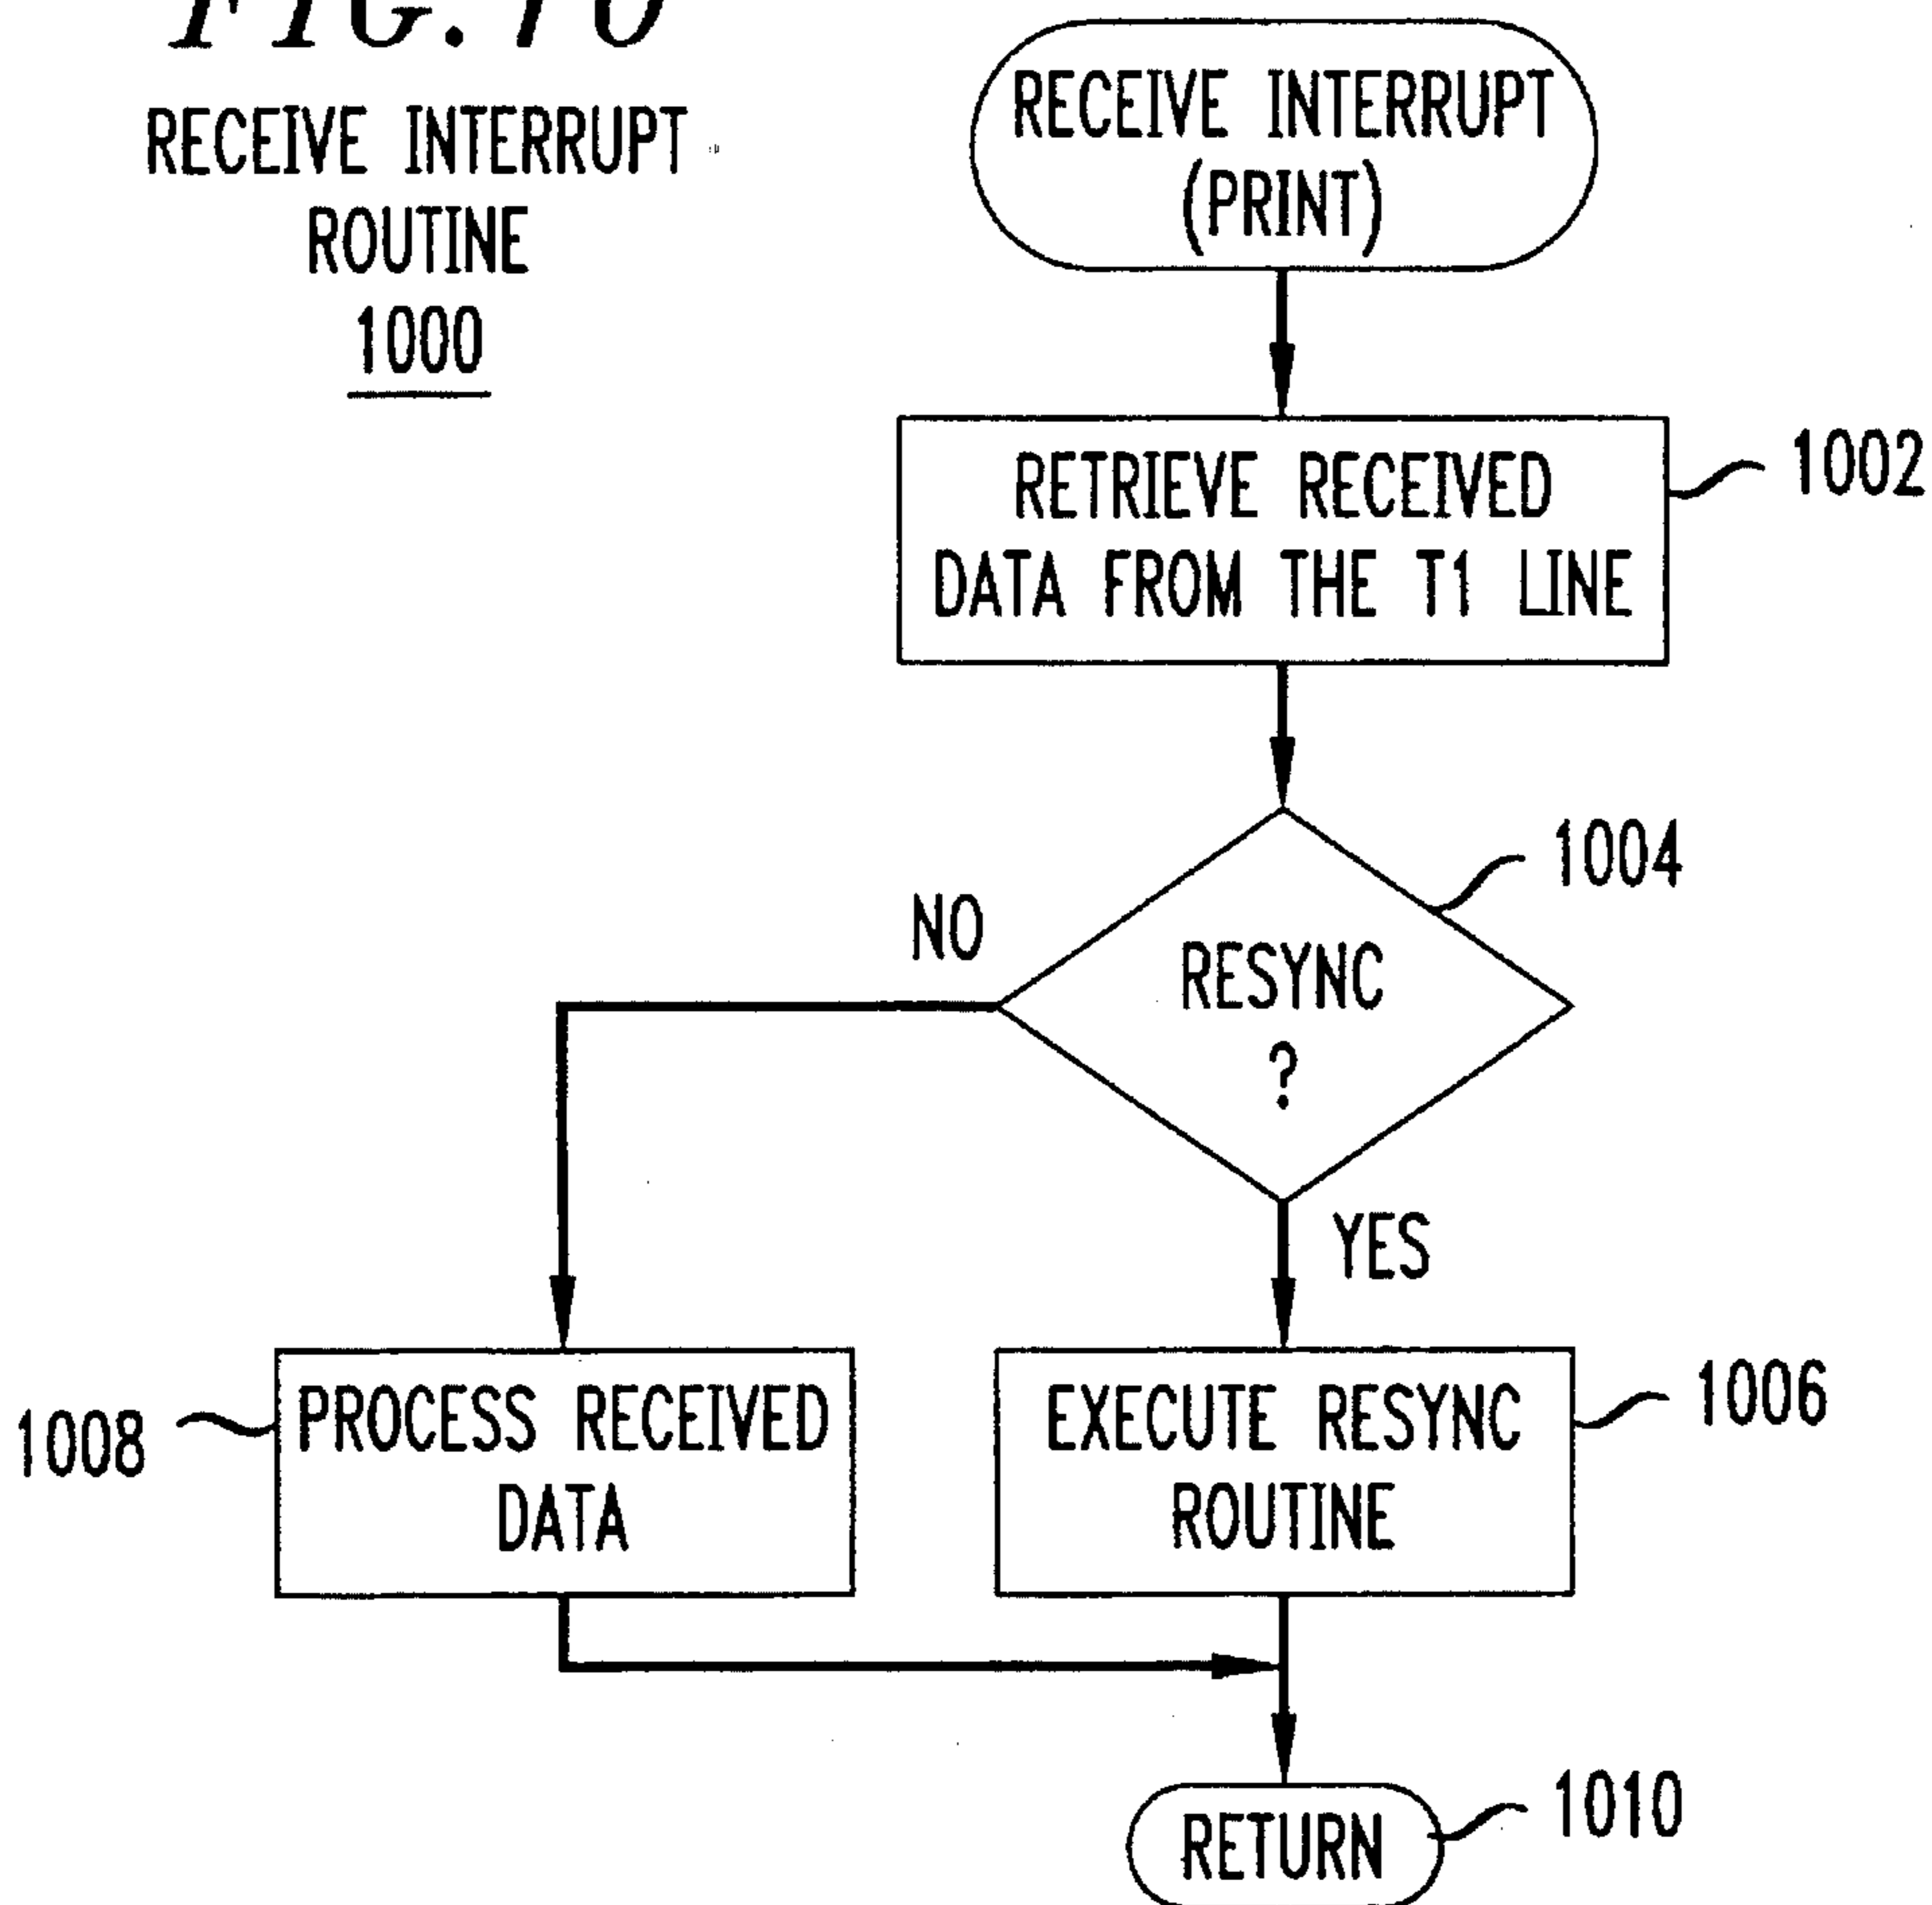 FIG. 10
RECEIVE INTERRUPT
ROUTINE
1000
RECEIVE INTERRUPT
(PRINT)
RETRIEVE RECEIVED
DATA FROM THE T1 LINE
1002
RESYNC
?
1004
NO
YES
PROCESS RECEIVED
DATA
1008
EXECUTE RESYNC
ROUTINE
1006
RETURN
1010